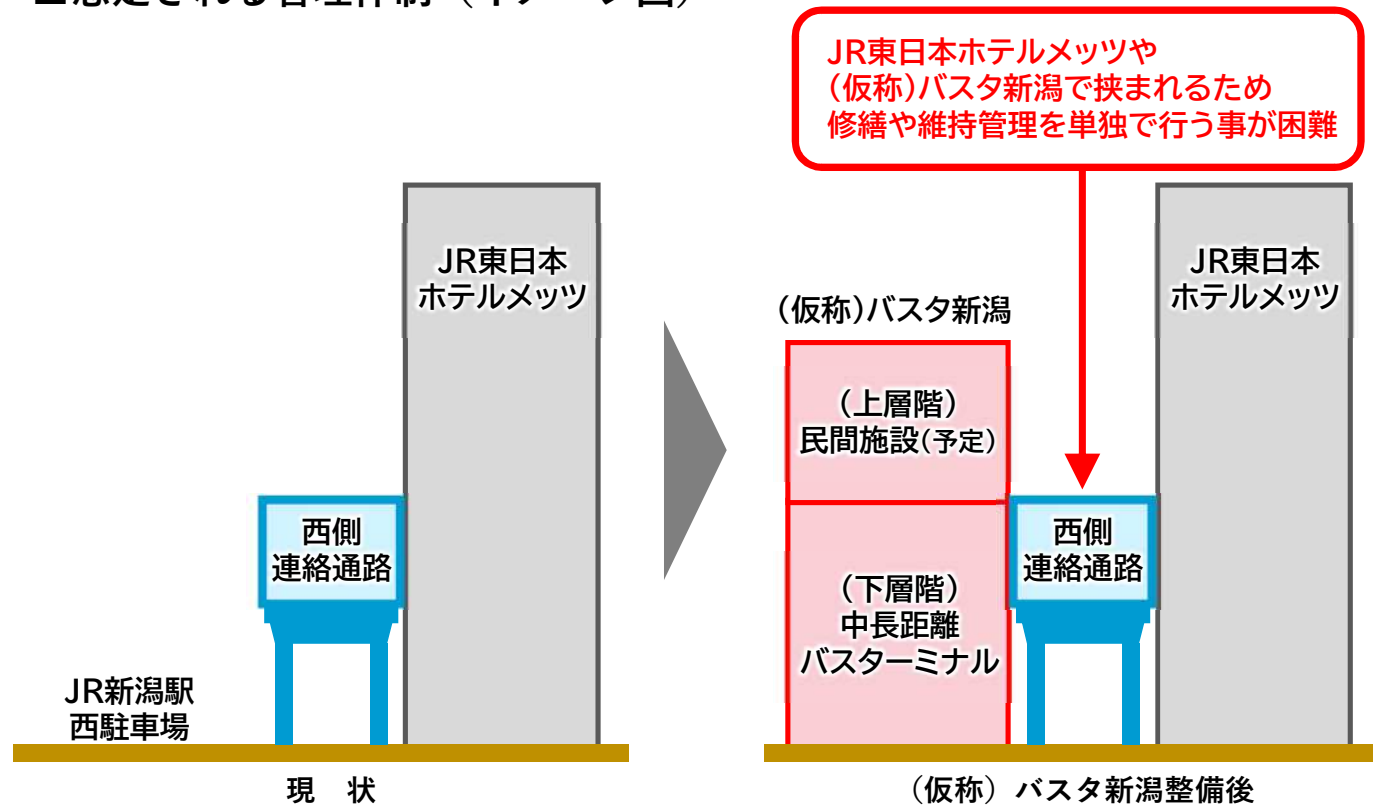 JR東日本ホテルメッツや
(仮称)バスタ新潟で挟まれるため
修繕や維持管理を単独で行う事が困難
JR東日本
ホテルメッツ
西側
連絡通路
JR新潟駅
西駐車場
現　状
(仮称)バスタ新潟
(上層階)
民間施設(予定)
(下層階)
中長距離
バスターミナル
西側
連絡通路
JR東日本
ホテルメッツ
（仮称）バスタ新潟整備後